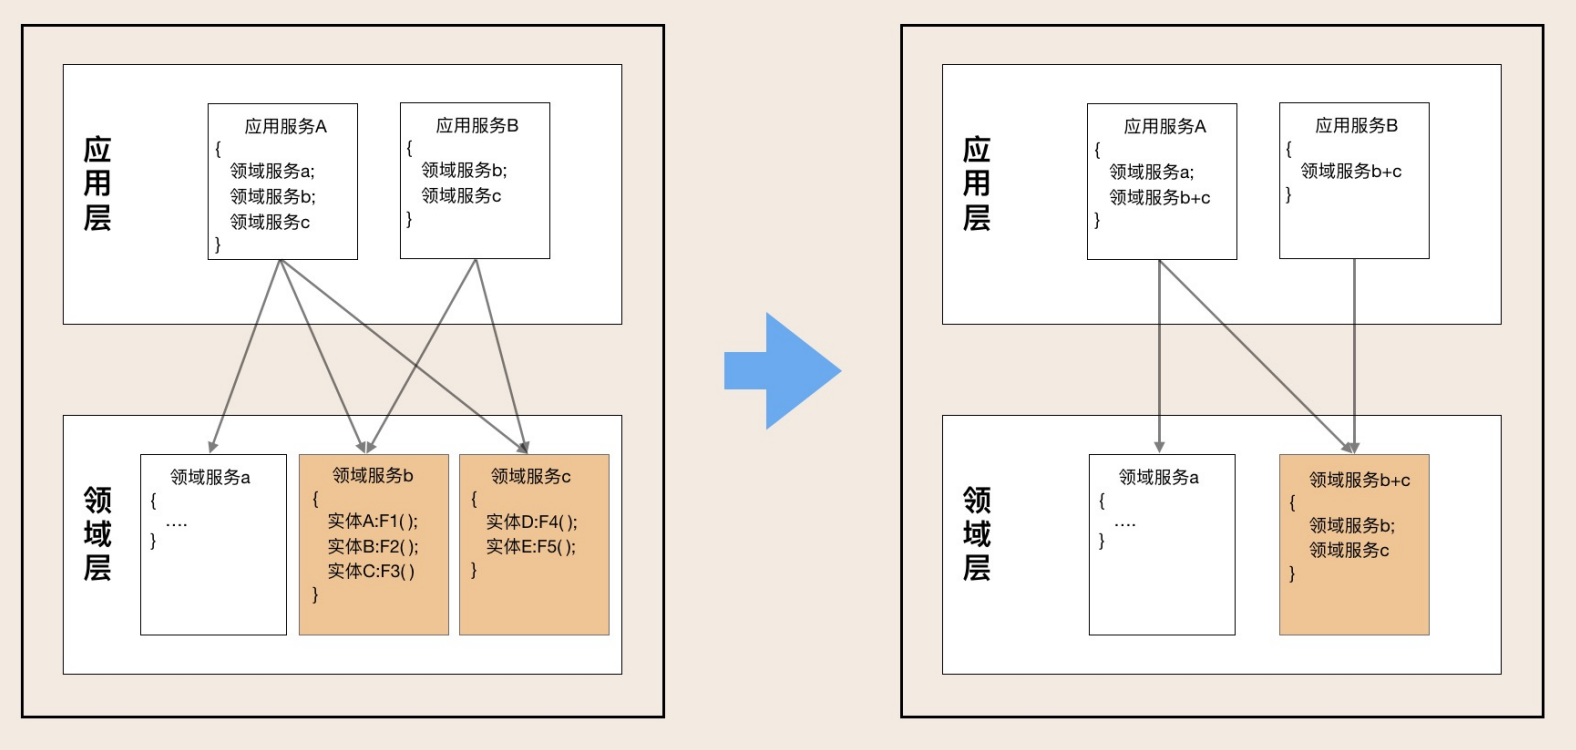 应用层
应用服务A
{
领域服务a;
领域服务b;
领域服务c
}
应用服务B
{
领域服务b;
领域服务c
}
领域层
领域服务a
{
....
}
领域服务b
{
实体A:F1( );
实体B:F2( );
实体C:F3( )
}
领域服务c
{
实体D:F4( );
实体E:F5( );
}
应用层
应用服务A
{
领域服务a;
领域服务b+c
}
应用服务B
{
领域服务b+c
}
领域层
领域服务a
{
....
}
领域服务b+c
{
领域服务b;
领域服务c
}